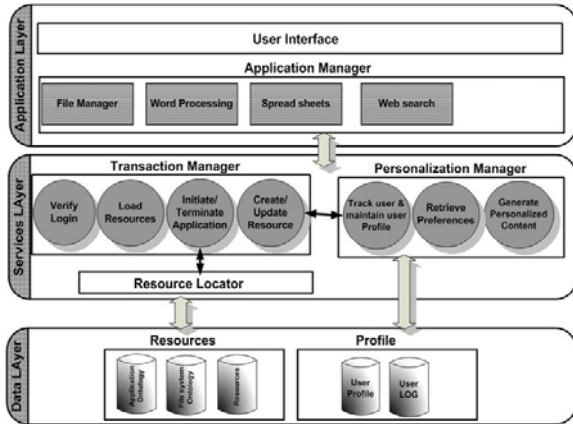 Application Layer
User Interface
Application Manager
File Manager
Word Processing
Spread sheets
Web search
Services LAyer
Transaction Manager
Verify
Login
Load
Resources
Initiate/
Terminate
Application
Create/
Update
Resource
Resource Locator
Personalization Manager
Track user &
maintain user
Profile
Retrieve
Preferences
Generate
Personalized
Content
Data LAyer
Resources
Application
Ontology
File system
Ontology
Resources
Profile
User
Profile
User
LOG